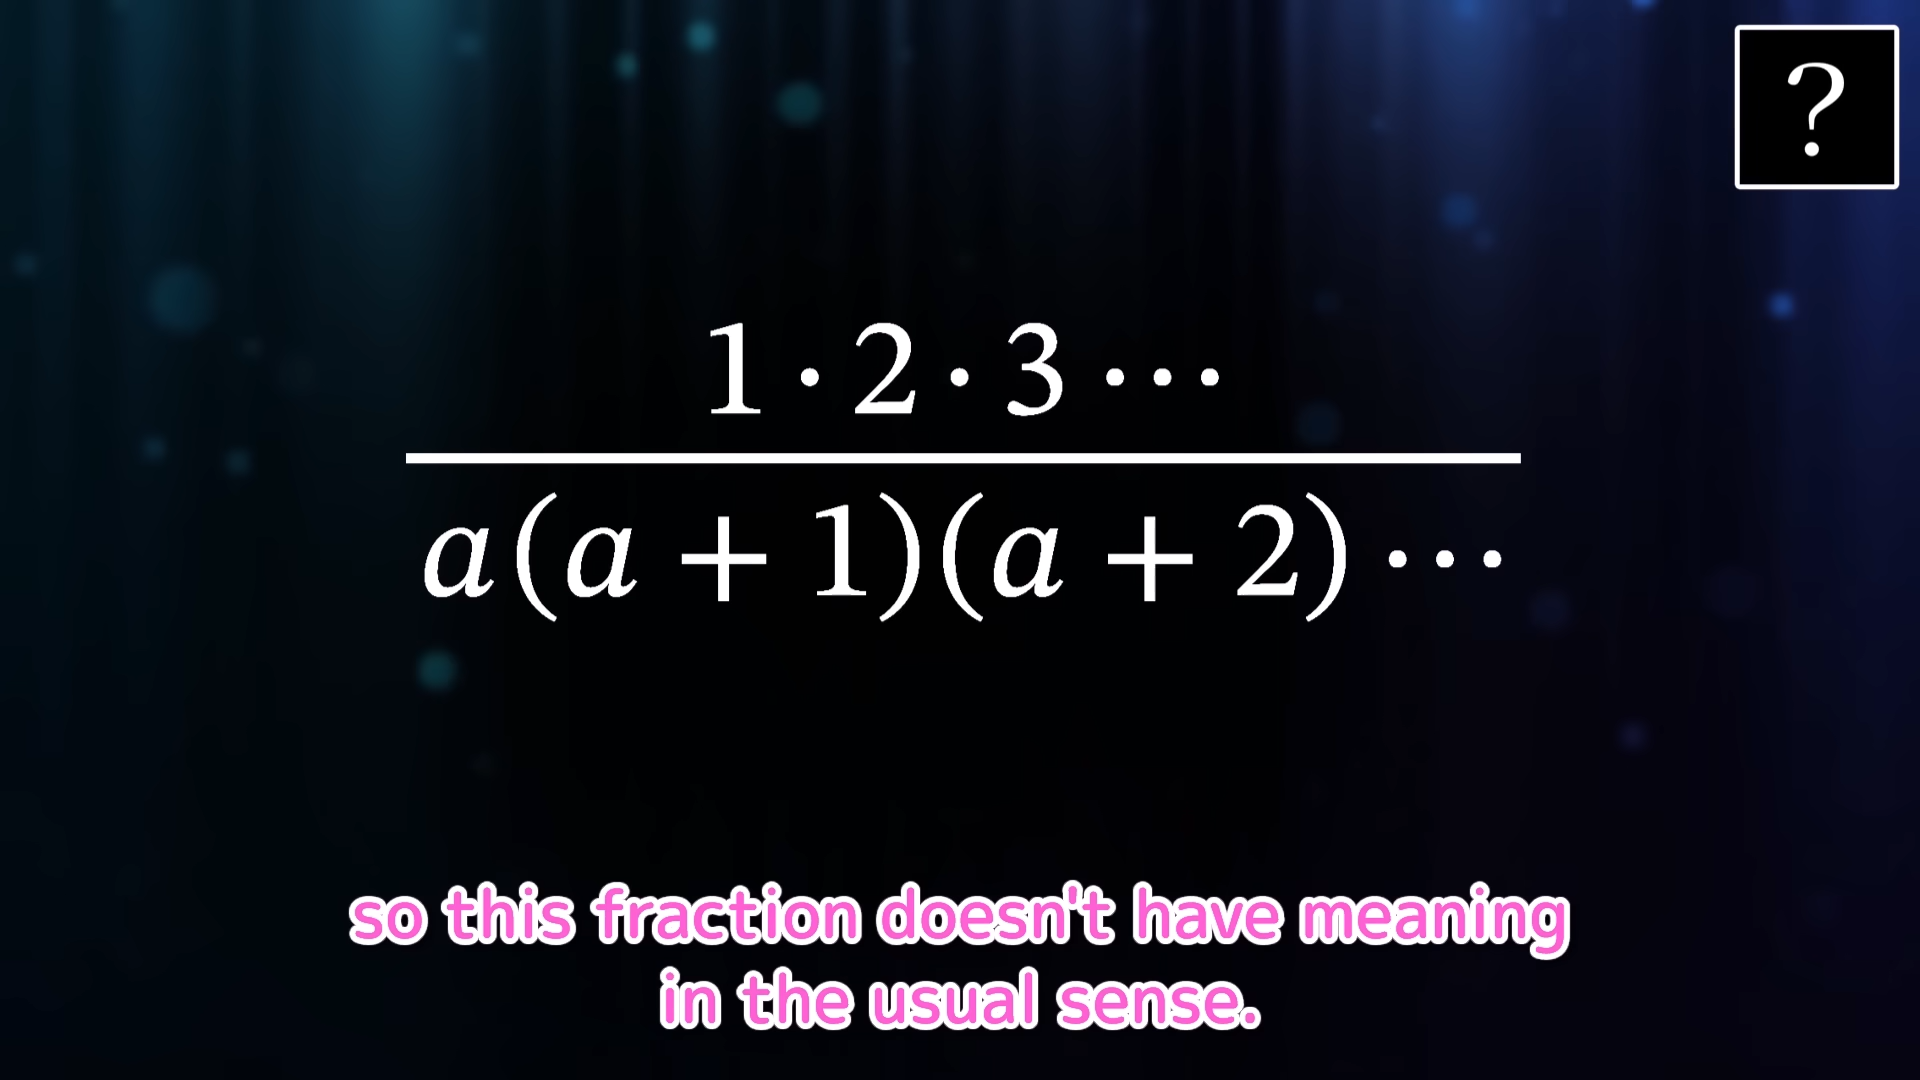 ?
1 · 2 · 3 ···
a(a + 1)(a + 2) ···
so this fraction doesn't have meaning
in the usual sense.